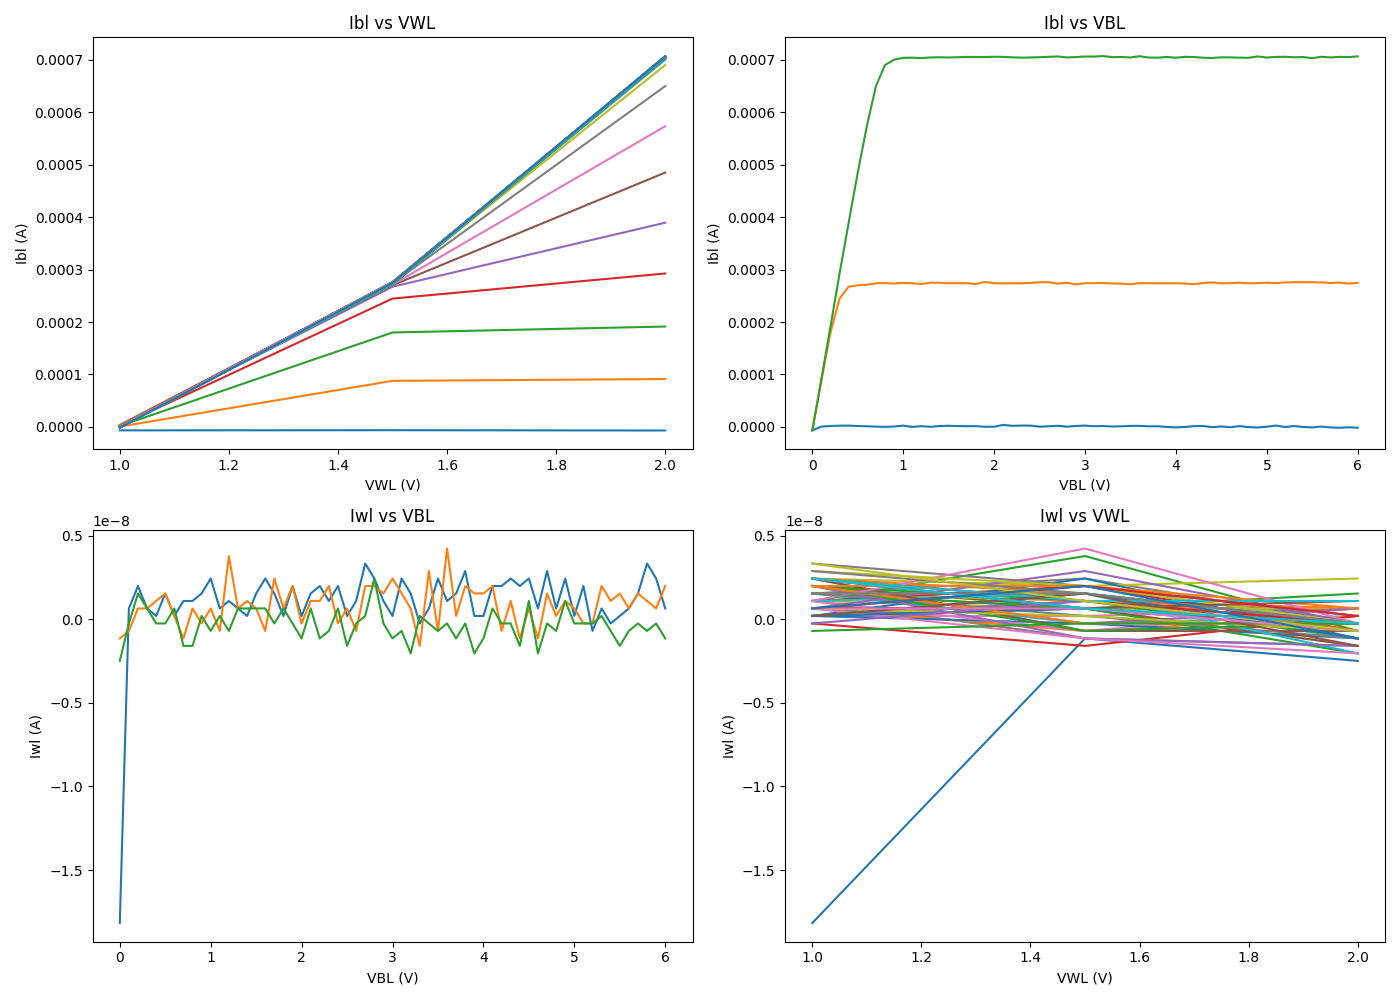 Ibl vs VWL
0.0007
0.0006
0.0005
0.0004
0.0003
0.0002
0.0001
0.0000
Ibl (A)
1.0 1.2 1.4 1.6 1.8 2.0
VWL (V)
Ibl vs VBL
0.0007
0.0006
0.0005
0.0004
0.0003
0.0002
0.0001
0.0000
Ibl (A)
0 1 2 3 4 5 6
VBL (V)
Iwl vs VBL
1e−8
0.5
0.0
−0.5
−1.0
−1.5
Iwl (A)
0 1 2 3 4 5 6
VBL (V)
Iwl vs VWL
1e−8
0.5
0.0
−0.5
−1.0
−1.5
Iwl (A)
1.0 1.2 1.4 1.6 1.8 2.0
VWL (V)